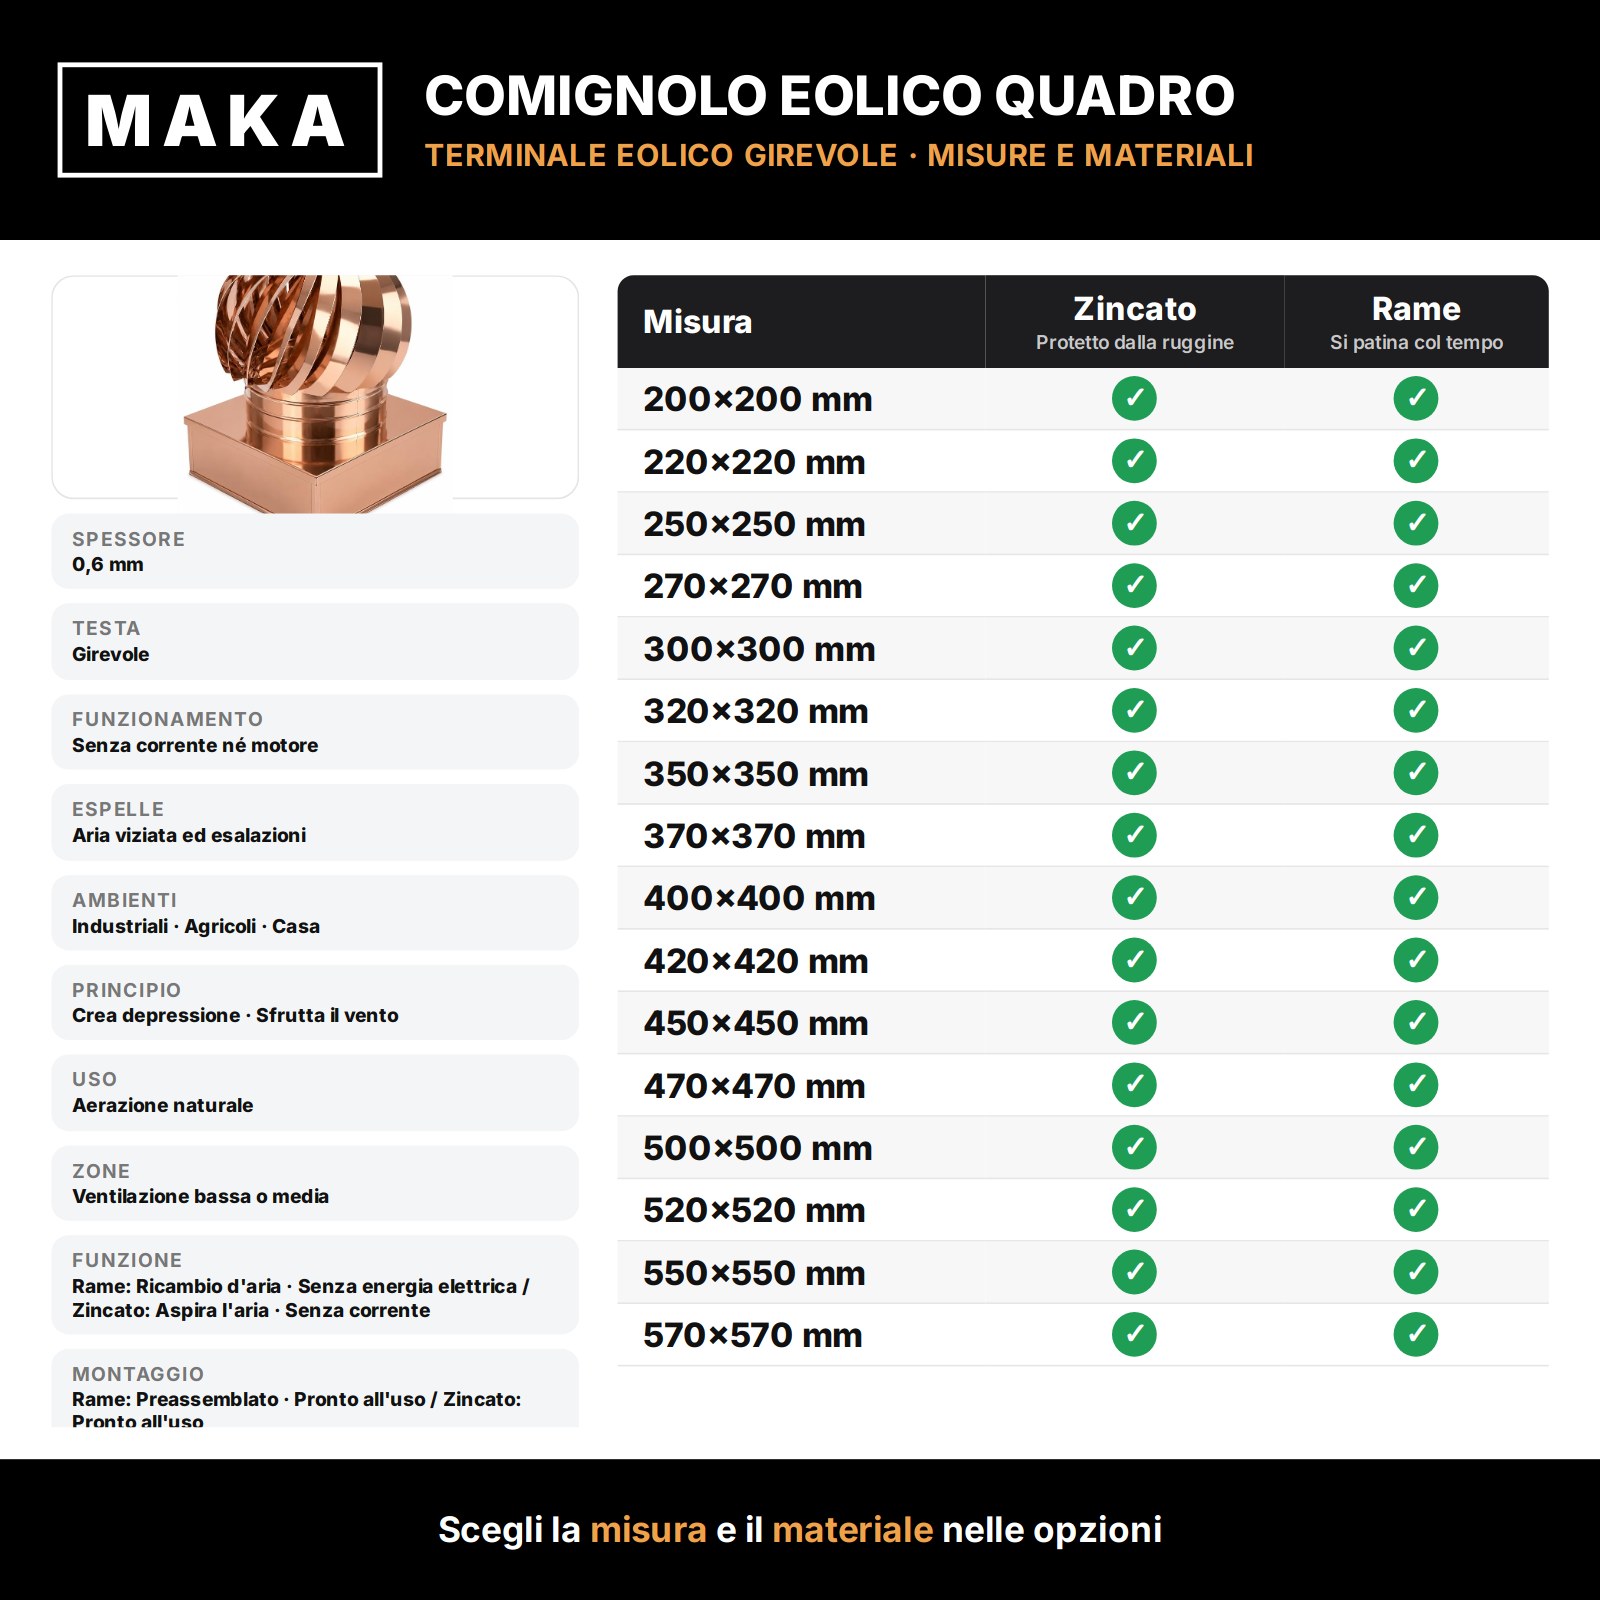 MAKA
COMIGNOLO EOLICO QUADRO
TERMINALE EOLICO GIREVOLE · MISURE E MATERIALI
SPESSORE
0,6 mm
TESTA
Girevole
FUNZIONAMENTO
Senza corrente né motore
ESPELLE
Aria viziata ed esalazioni
AMBIENTI
Industriali · Agricoli · Casa
PRINCIPIO
Crea depressione · Sfrutta il vento
USO
Aerazione naturale
ZONE
Ventilazione bassa o media
FUNZIONE
Rame: Ricambio d'aria · Senza energia elettrica /
Zincato: Aspira l'aria · Senza corrente
MONTAGGIO
Rame: Preassemblato · Pronto all'uso / Zincato:
Pronto all'uso
Misura Zincato Rame
Protetto dalla ruggine Si patina col tempo
200×200 mm ✓ ✓
220×220 mm ✓ ✓
250×250 mm ✓ ✓
270×270 mm ✓ ✓
300×300 mm ✓ ✓
320×320 mm ✓ ✓
350×350 mm ✓ ✓
370×370 mm ✓ ✓
400×400 mm ✓ ✓
420×420 mm ✓ ✓
450×450 mm ✓ ✓
470×470 mm ✓ ✓
500×500 mm ✓ ✓
520×520 mm ✓ ✓
550×550 mm ✓ ✓
570×570 mm ✓ ✓
Scegli la misura e il materiale nelle opzioni